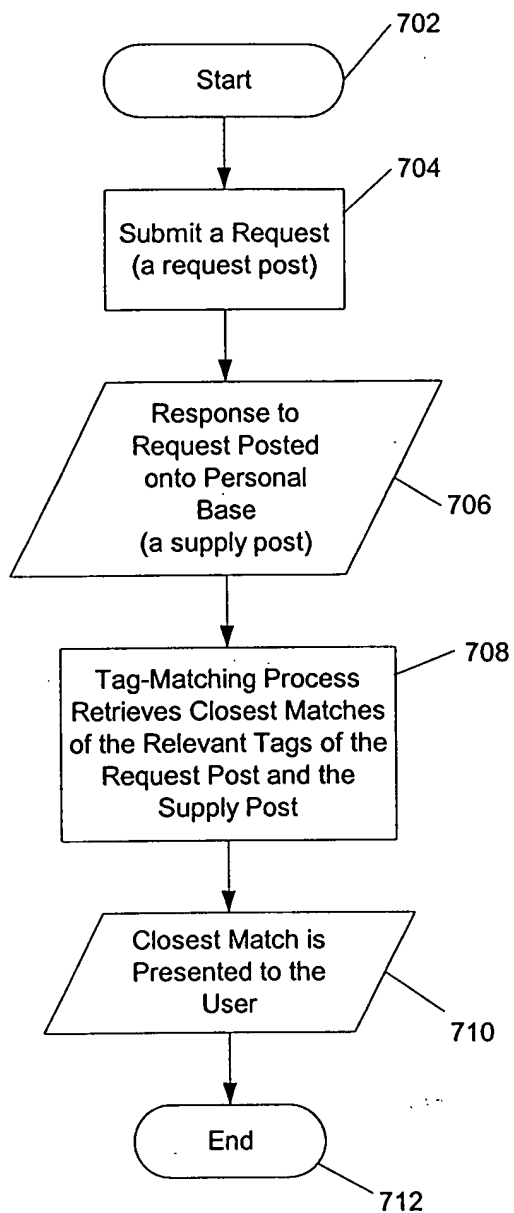 702
Start
704
Submit a Request
(a request post)
Response to
Request Posted
onto Personal
Base
(a supply post)
706
708
Tag-Matching Process
Retrieves Closest Matches
of the Relevant Tags of the
Request Post and the
Supply Post
Closest Match is
Presented to the
User
710
End
712